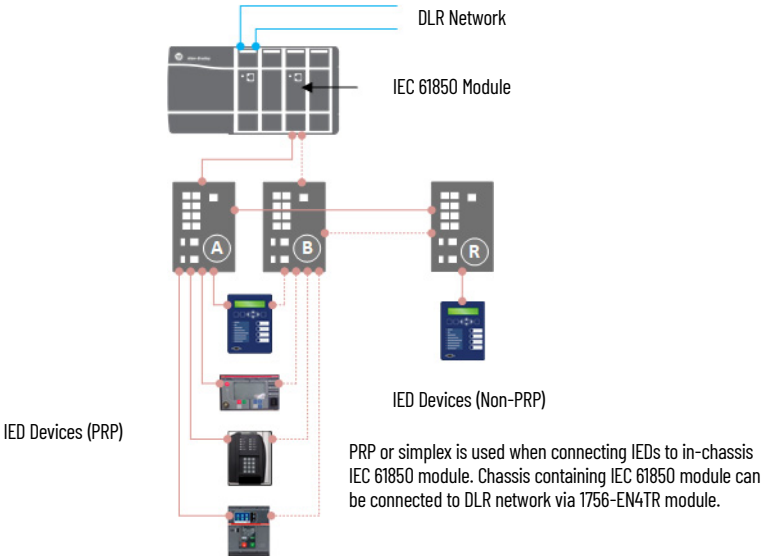 DLR Network
Allen-Bradley
IEC 61850 Module
A
B
R
IED Devices (Non-PRP)
IED Devices (PRP)
PRP or simplex is used when connecting IEDs to in-chassis
IEC 61850 module. Chassis containing IEC 61850 module can
be connected to DLR network via 1756-EN4TR module.